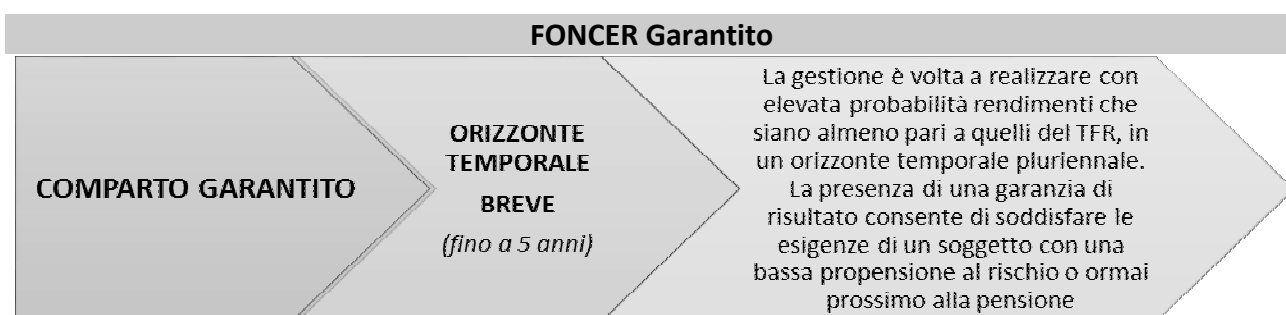 FONCER Garantito
COMPARTO GARANTITO
ORIZZONTE
TEMPORALE
BREVE
(fino a 5 anni)
La gestione è volta a realizzare con
elevata probabilità rendimenti che
siano almeno pari a quelli del TFR, in
un orizzonte temporale pluriennale.
La presenza di una garanzia di
risultato consente di soddisfare le
esigenze di un soggetto con una
bassa propensione al rischio o ormai
prossimo alla pensione